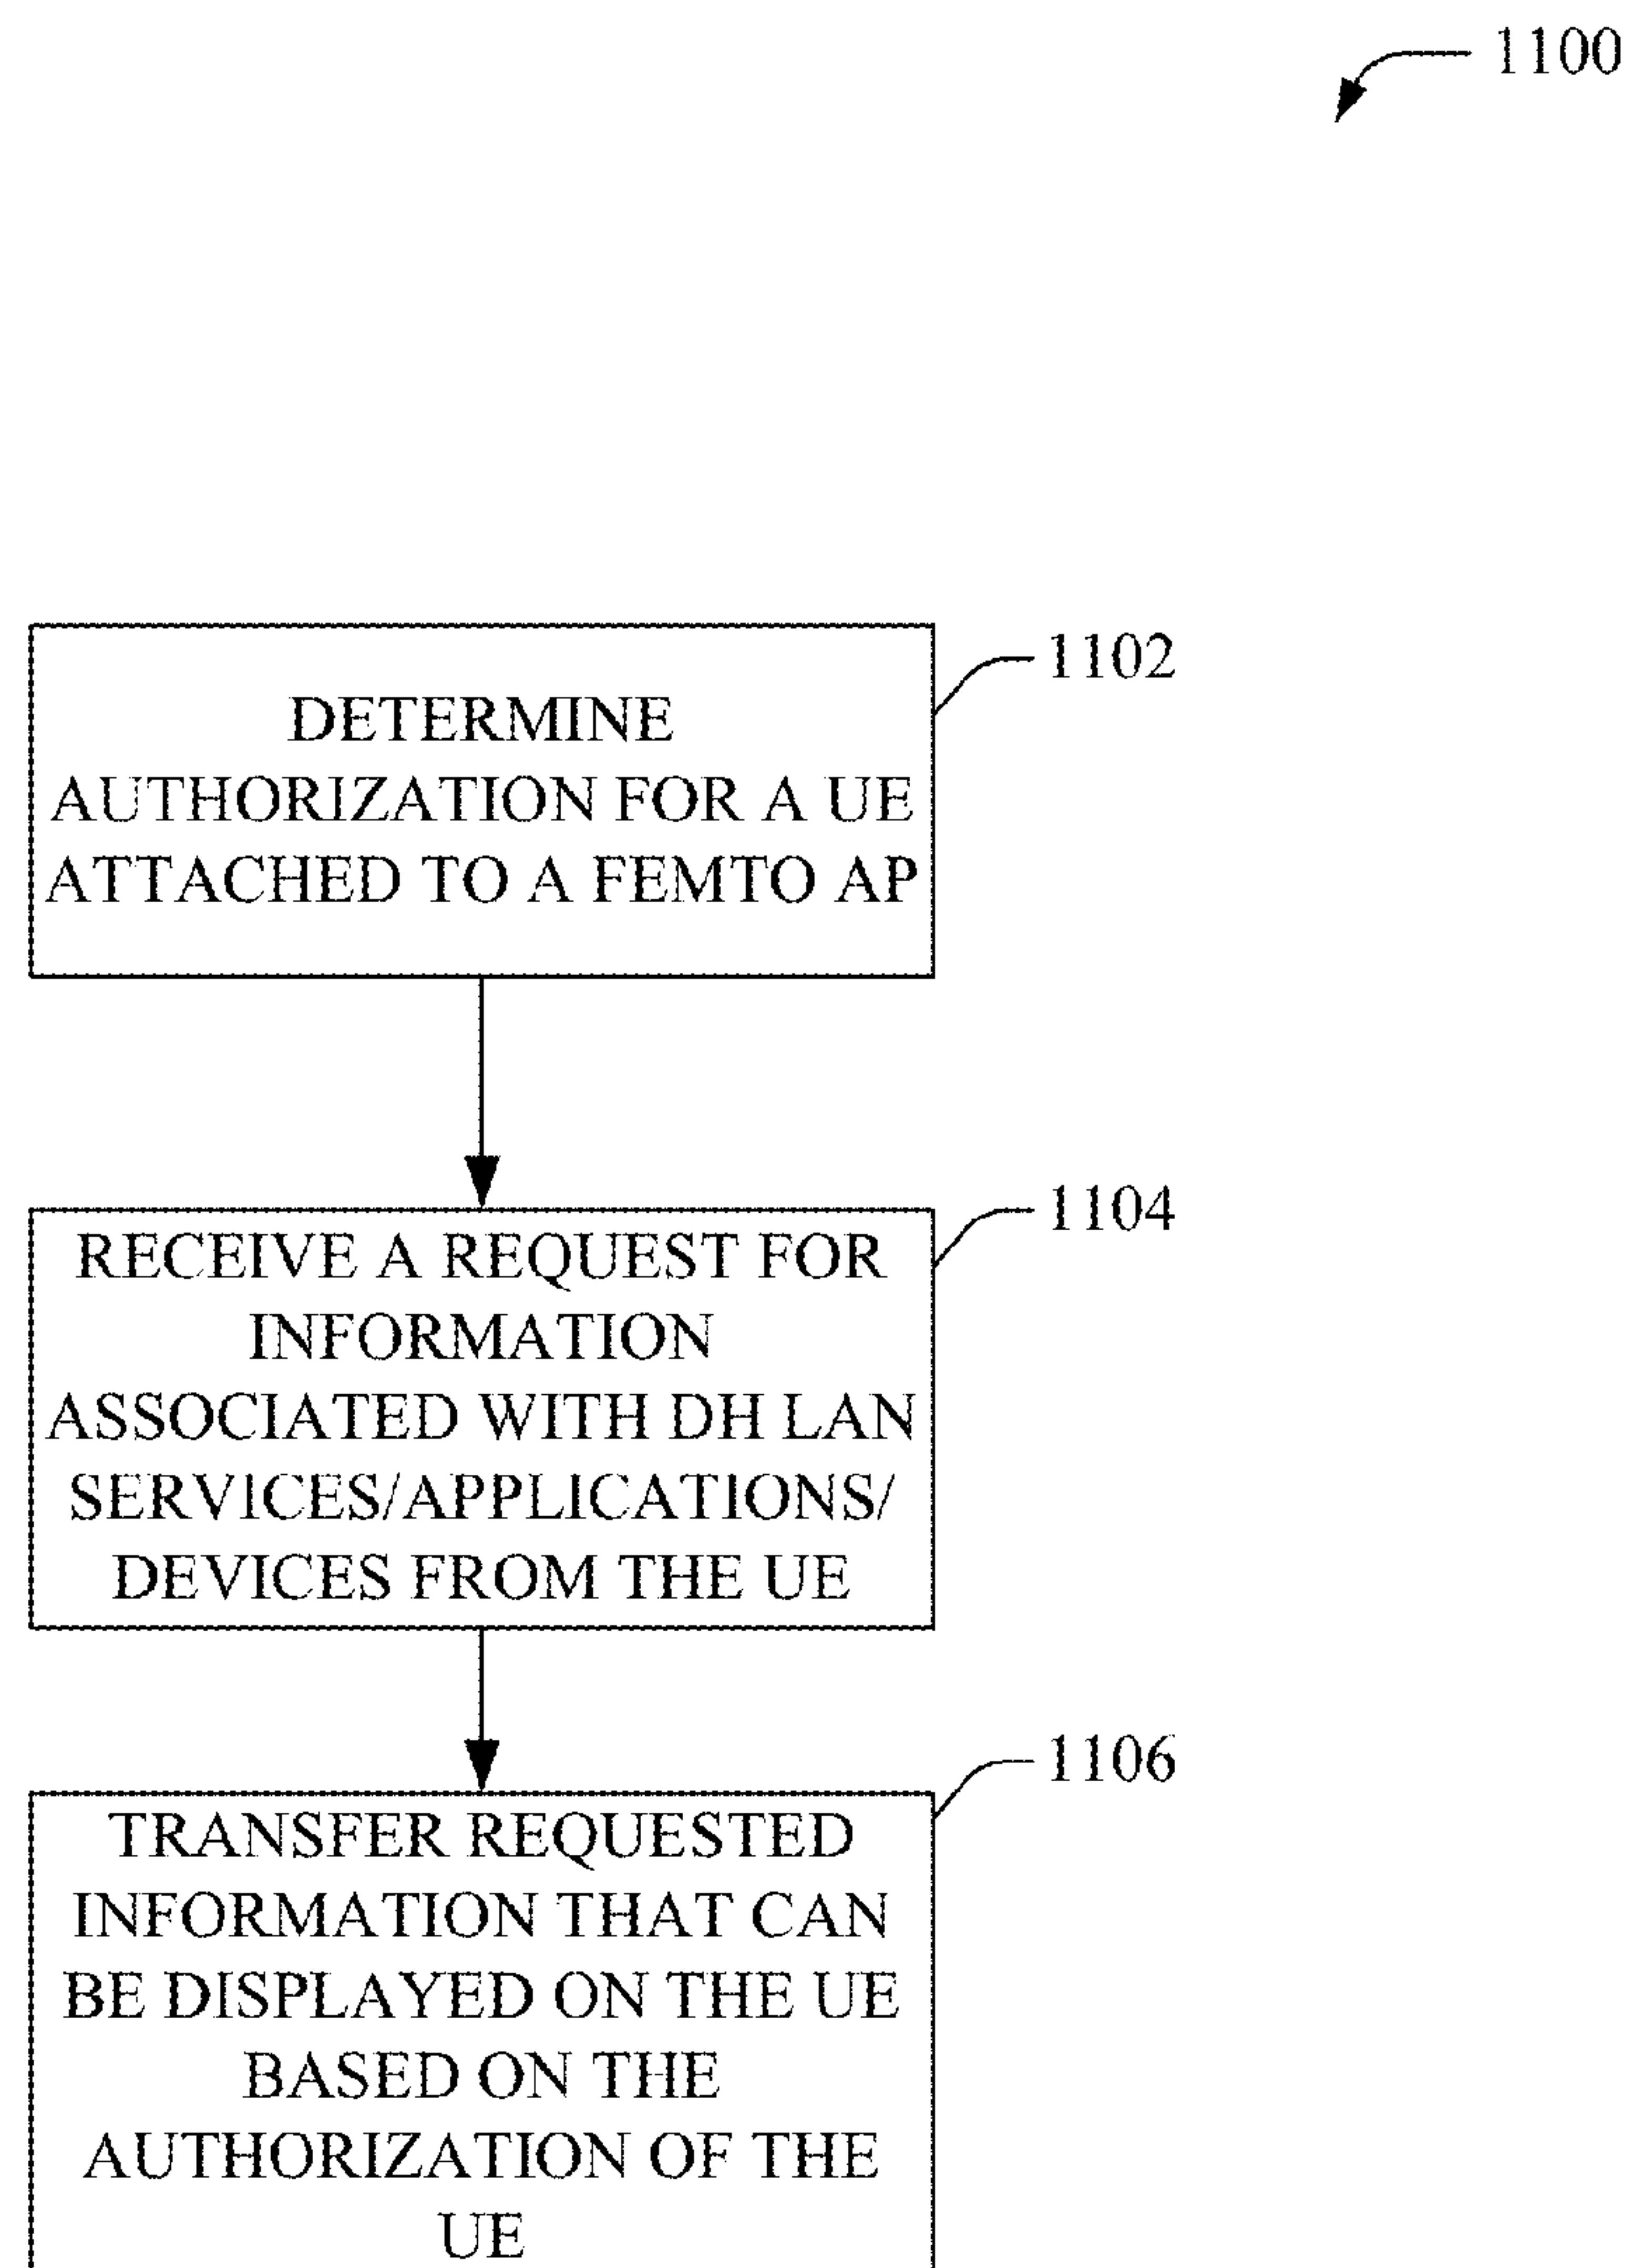 1100
DETERMINE
AUTHORIZATION FOR A UE
ATTACHED TO A FEMTO AP
1102
RECEIVE A REQUEST FOR
INFORMATION
ASSOCIATED WITH DH LAN
SERVICES/APPLICATIONS/
DEVICES FROM THE UE
1104
TRANSFER REQUESTED
INFORMATION THAT CAN
BE DISPLAYED ON THE UE
BASED ON THE
AUTHORIZATION OF THE
UE
1106